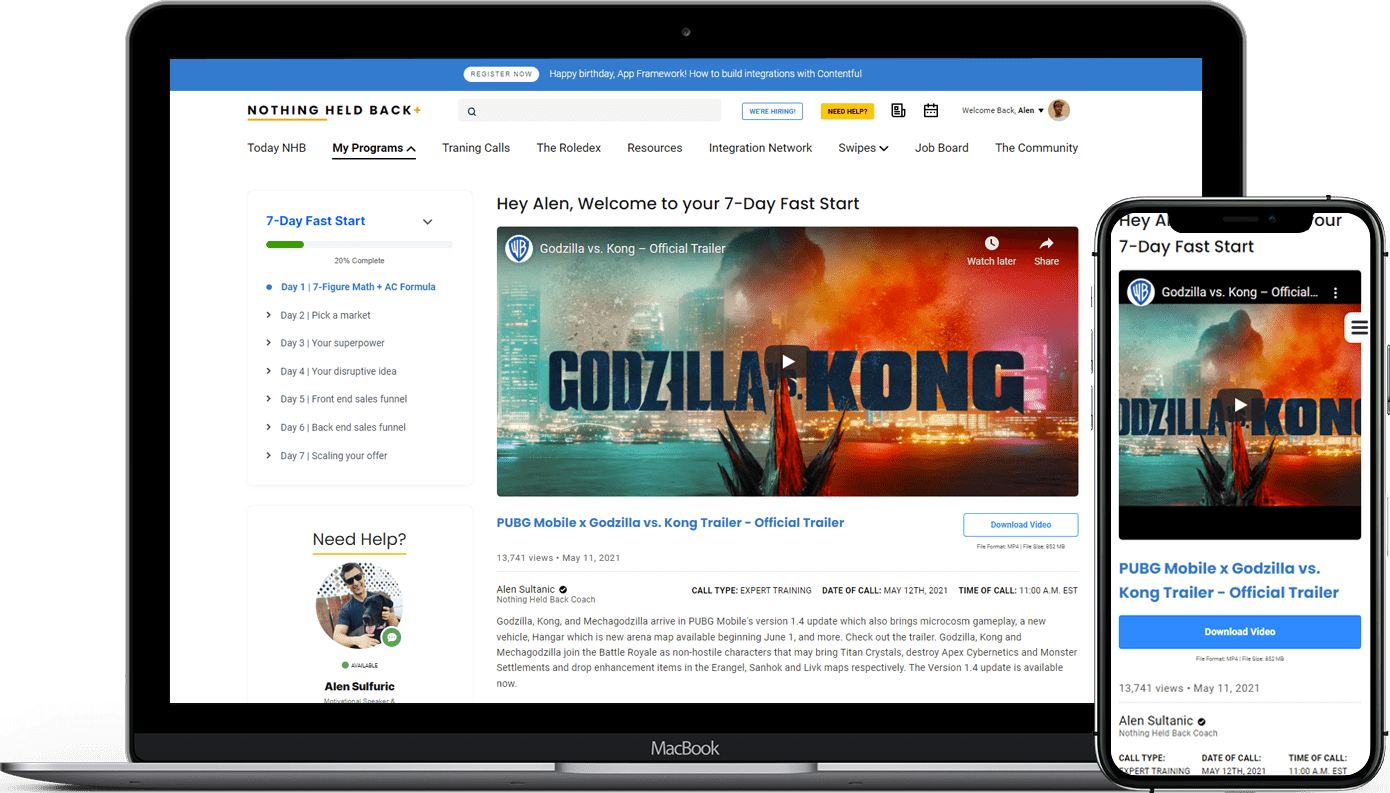 REGISTER NOW Happy birthday, App Framework! How to build integrations with Contentful
NOTHING HELD BACK+
WE'RE HIRING!
NEED HELP?
Welcome Back, Alen
Today NHB
My Programs
Traning Calls
The Roledex
Resources
Integration Network
Swipes
Job Board
The Community
7-Day Fast Start
20% Complete
Day 1 | 7-Figure Math + AC Formula
Day 2 | Pick a market
Day 3 | Your superpower
Day 4 | Your disruptive idea
Day 5 | Front end sales funnel
Day 6 | Back end sales funnel
Day 7 | Scaling your offer
Need Help?
AVAILABLE
Alen Sulfuric
Motivational Speaker &
Hey Alen, Welcome to your 7-Day Fast Start
WB
Godzilla vs. Kong – Official Trailer
Watch later
Share
GODZILLA VS. KONG
PUBG Mobile x Godzilla vs. Kong Trailer - Official Trailer
Download Video
File Format: MP4 | File Size: 852 MB
13,741 views • May 11, 2021
Alen Sultanic
Nothing Held Back Coach
CALL TYPE: EXPERT TRAINING DATE OF CALL: MAY 12TH, 2021 TIME OF CALL: 11:00 A.M. EST
Godzilla, Kong, and Mechagodzilla arrive in PUBG Mobile's version 1.4 update which also brings microcosm gameplay, a new
vehicle, Hangar which is new arena map available beginning June 1, and more. Check out the trailer. Godzilla, Kong and
Mechagodzilla join the Battle Royale as non-hostile characters that may bring Titan Crystals, destroy Apex Cybernetics and Monster
Settlements and drop enhancement items in the Erangel, Sanhok and Livk maps respectively. The Version 1.4 update is available
now.
MacBook
Hey Al our
7-Day Fast Start
WB
Godzilla vs. Kong – Official...
ODZILLA KON
PUBG Mobile x Godzilla vs.
Kong Trailer - Official Trailer
Download Video
File Format: MP4 | File Size: 852 MB
13,741 views • May 11, 2021
Alen Sultanic
Nothing Held Back Coach
CALL TYPE: DATE OF CALL: TIME OF CALL:
EXPERT TRAINING MAY 12TH, 2021 11:00 A.M. EST